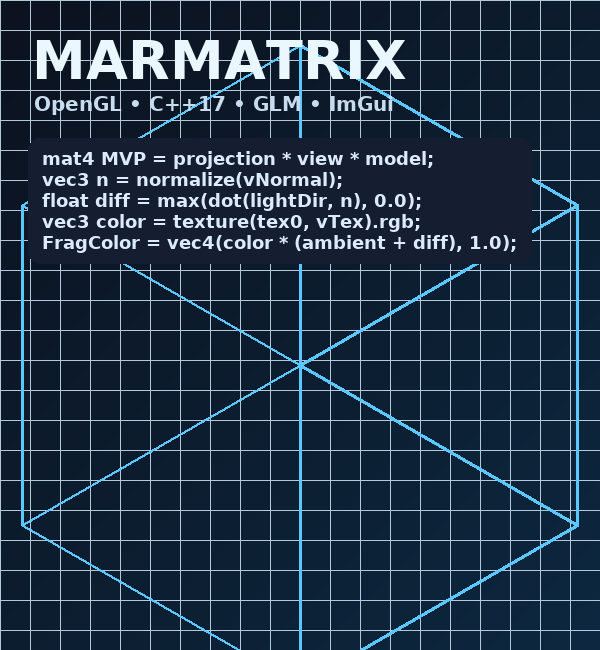 MARMATRIX
OpenGL • C++17 • GLM • ImGui
mat4 MVP = projection * view * model;
vec3 n = normalize(vNormal);
float diff = max(dot(lightDir, n), 0.0);
vec3 color = texture(tex0, vTex).rgb;
FragColor = vec4(color * (ambient + diff), 1.0);